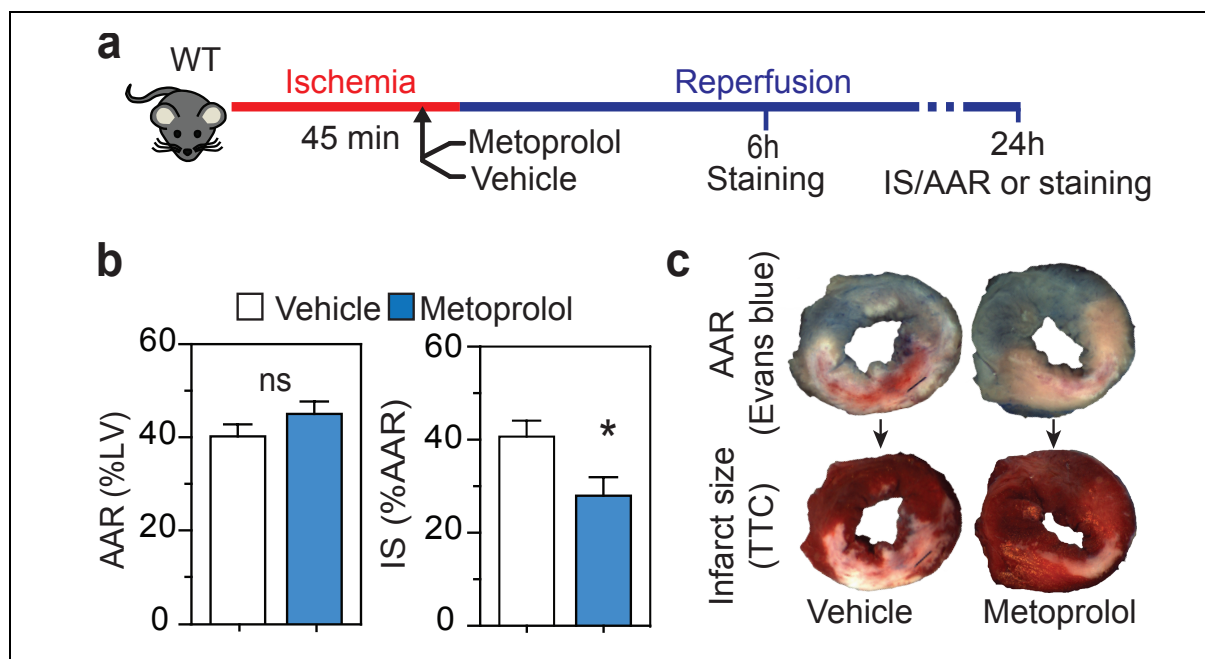 a
WT
Ischemia
Reperfusion
45 min
Metoprolol
Vehicle
6h
Staining
24h
IS/AAR or staining
b
Vehicle Metoprolol
AAR (%LV)
60
40
20
0
ns
IS (%AAR)
60
40
20
0
*
c
AAR
(Evans blue)
Infarct size
(TTC)
Vehicle
Metoprolol